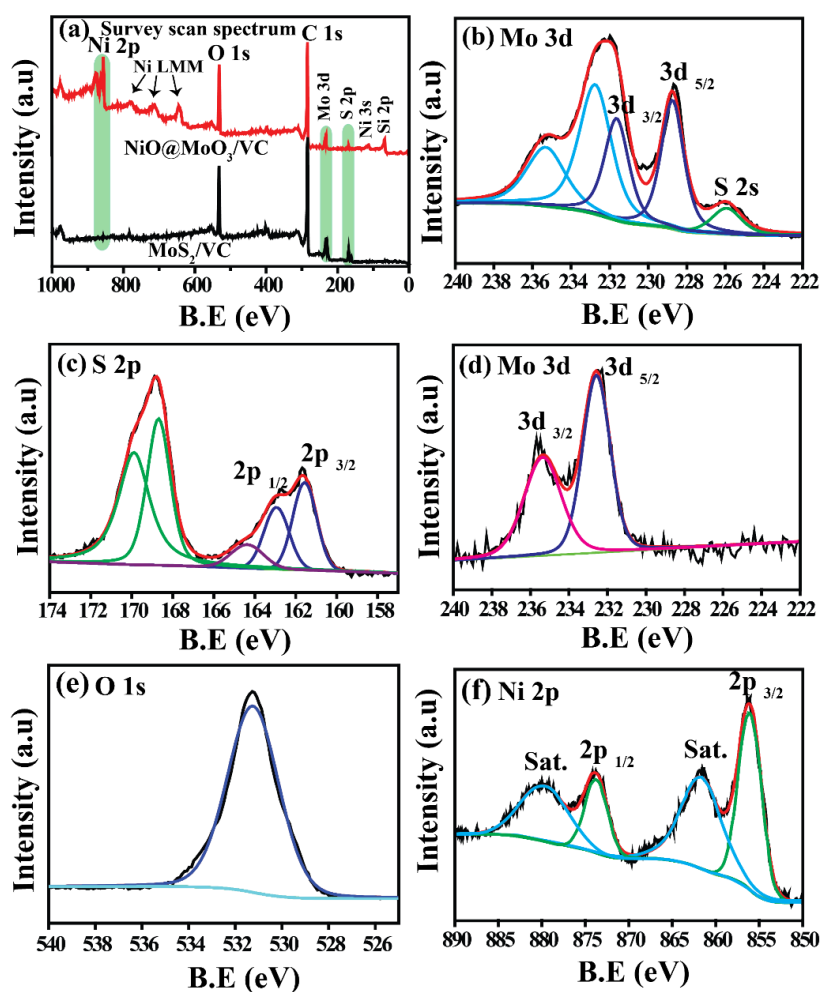 (a) Survey scan spectrum
Ni 2p
Ni LMM
O 1s
C 1s
Mo 3d
S 2p
Ni 3s
Si 2p
NiO@MoO₃/VC
MoS₂/VC
Intensity (a.u)
1000 800 600 400 200 0
B.E (eV)
(b) Mo 3d
3d 5/2
3d 3/2
S 2s
Intensity (a.u)
240 238 236 234 232 230 228 226 224 222
B.E (eV)
(c) S 2p
2p 1/2
2p 3/2
Intensity (a.u)
174 172 170 168 166 164 162 160 158
B.E (eV)
(d) Mo 3d
3d 3/2
3d 5/2
Intensity (a.u)
240 238 236 234 232 230 228 226 224 222
B.E (eV)
(e) O 1s
Intensity (a.u)
540 538 536 534 532 530 528 526
B.E (eV)
(f) Ni 2p
Sat.
2p 1/2
Sat.
2p 3/2
Intensity (a.u)
890 885 880 875 870 865 860 855 850
B.E (eV)